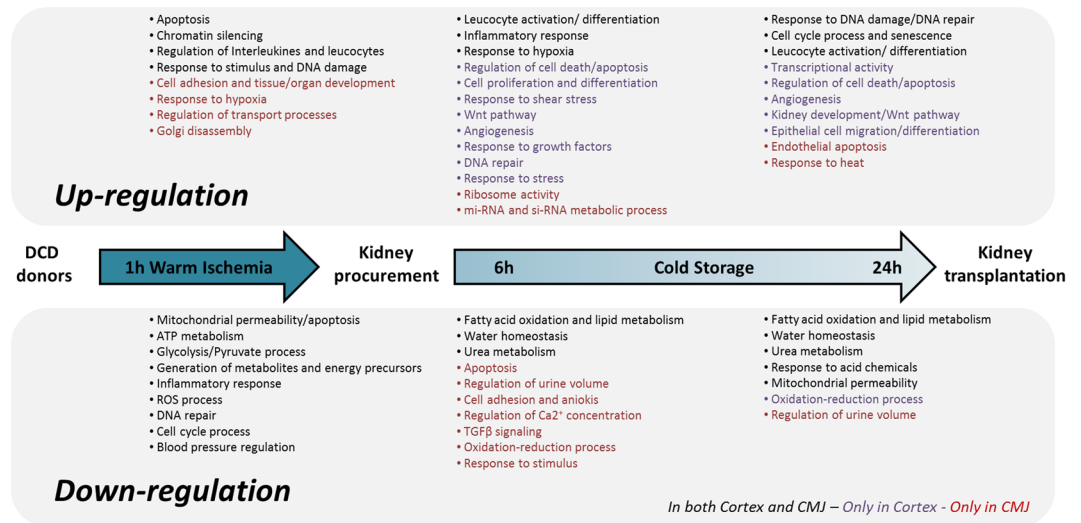 • Apoptosis
• Chromatin silencing
• Regulation of Interleukines and leucocytes
• Response to stimulus and DNA damage
• Cell adhesion and tissue/organ development
• Response to hypoxia
• Regulation of transport processes
• Golgi disassembly
• Leucocyte activation/ differentiation
• Inflammatory response
• Response to hypoxia
• Regulation of cell death/apoptosis
• Cell proliferation and differentiation
• Response to shear stress
• Wnt pathway
• Angiogenesis
• Response to growth factors
• DNA repair
• Response to stress
• Ribosome activity
• mi-RNA and si-RNA metabolic process
• Response to DNA damage/DNA repair
• Cell cycle process and senescence
• Leucocyte activation/ differentiation
• Transcriptional activity
• Regulation of cell death/apoptosis
• Angiogenesis
• Kidney development/Wnt pathway
• Epithelial cell migration/differentiation
• Endothelial apoptosis
• Response to heat
Up-regulation
DCD
donors
1h Warm Ischemia
Kidney
procurement
6h
Cold Storage
24h
Kidney
transplantation
• Mitochondrial permeability/apoptosis
• ATP metabolism
• Glycolysis/Pyruvate process
• Generation of metabolites and energy precursors
• Inflammatory response
• ROS process
• DNA repair
• Cell cycle process
• Blood pressure regulation
• Fatty acid oxidation and lipid metabolism
• Water homeostasis
• Urea metabolism
• Apoptosis
• Regulation of urine volume
• Cell adhesion and aniokis
• Regulation of Ca2⁺ concentration
• TGFβ signaling
• Oxidation-reduction process
• Response to stimulus
• Fatty acid oxidation and lipid metabolism
• Water homeostasis
• Urea metabolism
• Response to acid chemicals
• Mitochondrial permeability
• Oxidation-reduction process
• Regulation of urine volume
Down-regulation
In both Cortex and CMJ – Only in Cortex - Only in CMJ